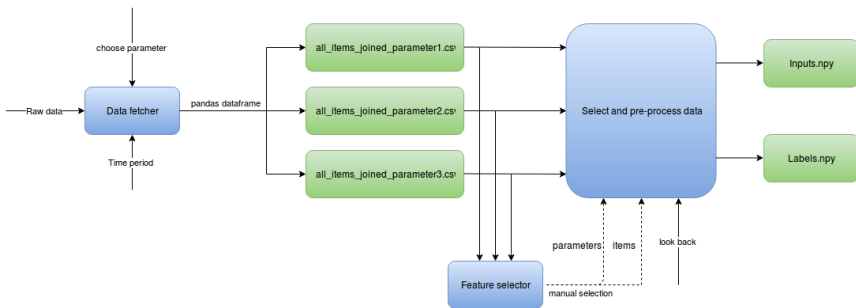 choose parameter
all_items_joined_parameter1.csv
Inputs.npy
Raw data
Data fetcher
pandas dataframe
all_items_joined_parameter2.csv
Select and pre-process data
Time period
all_items_joined_parameter3.csv
Labels.npy
parameters
items
look back
Feature selector
manual selection